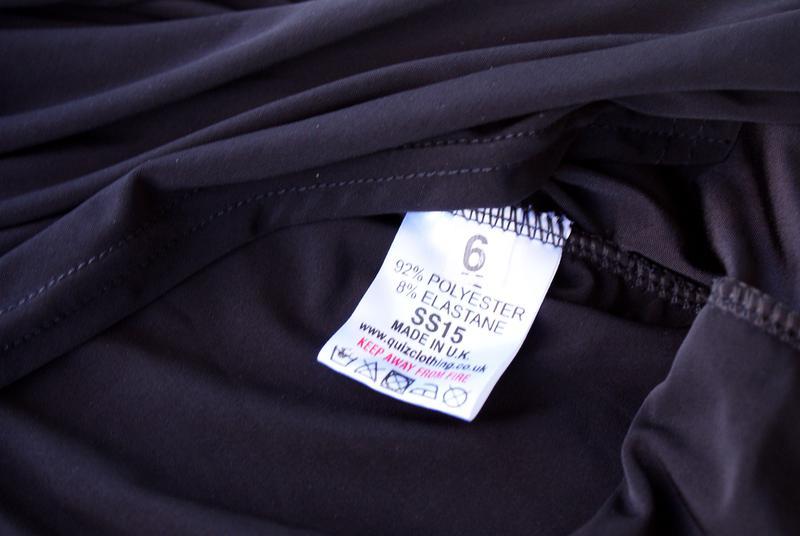 6
92% POLYESTER
8% ELASTANE
SS15
MADE IN U.K.
www.quizclothing.co.uk
KEEP AWAY FROM FIRE